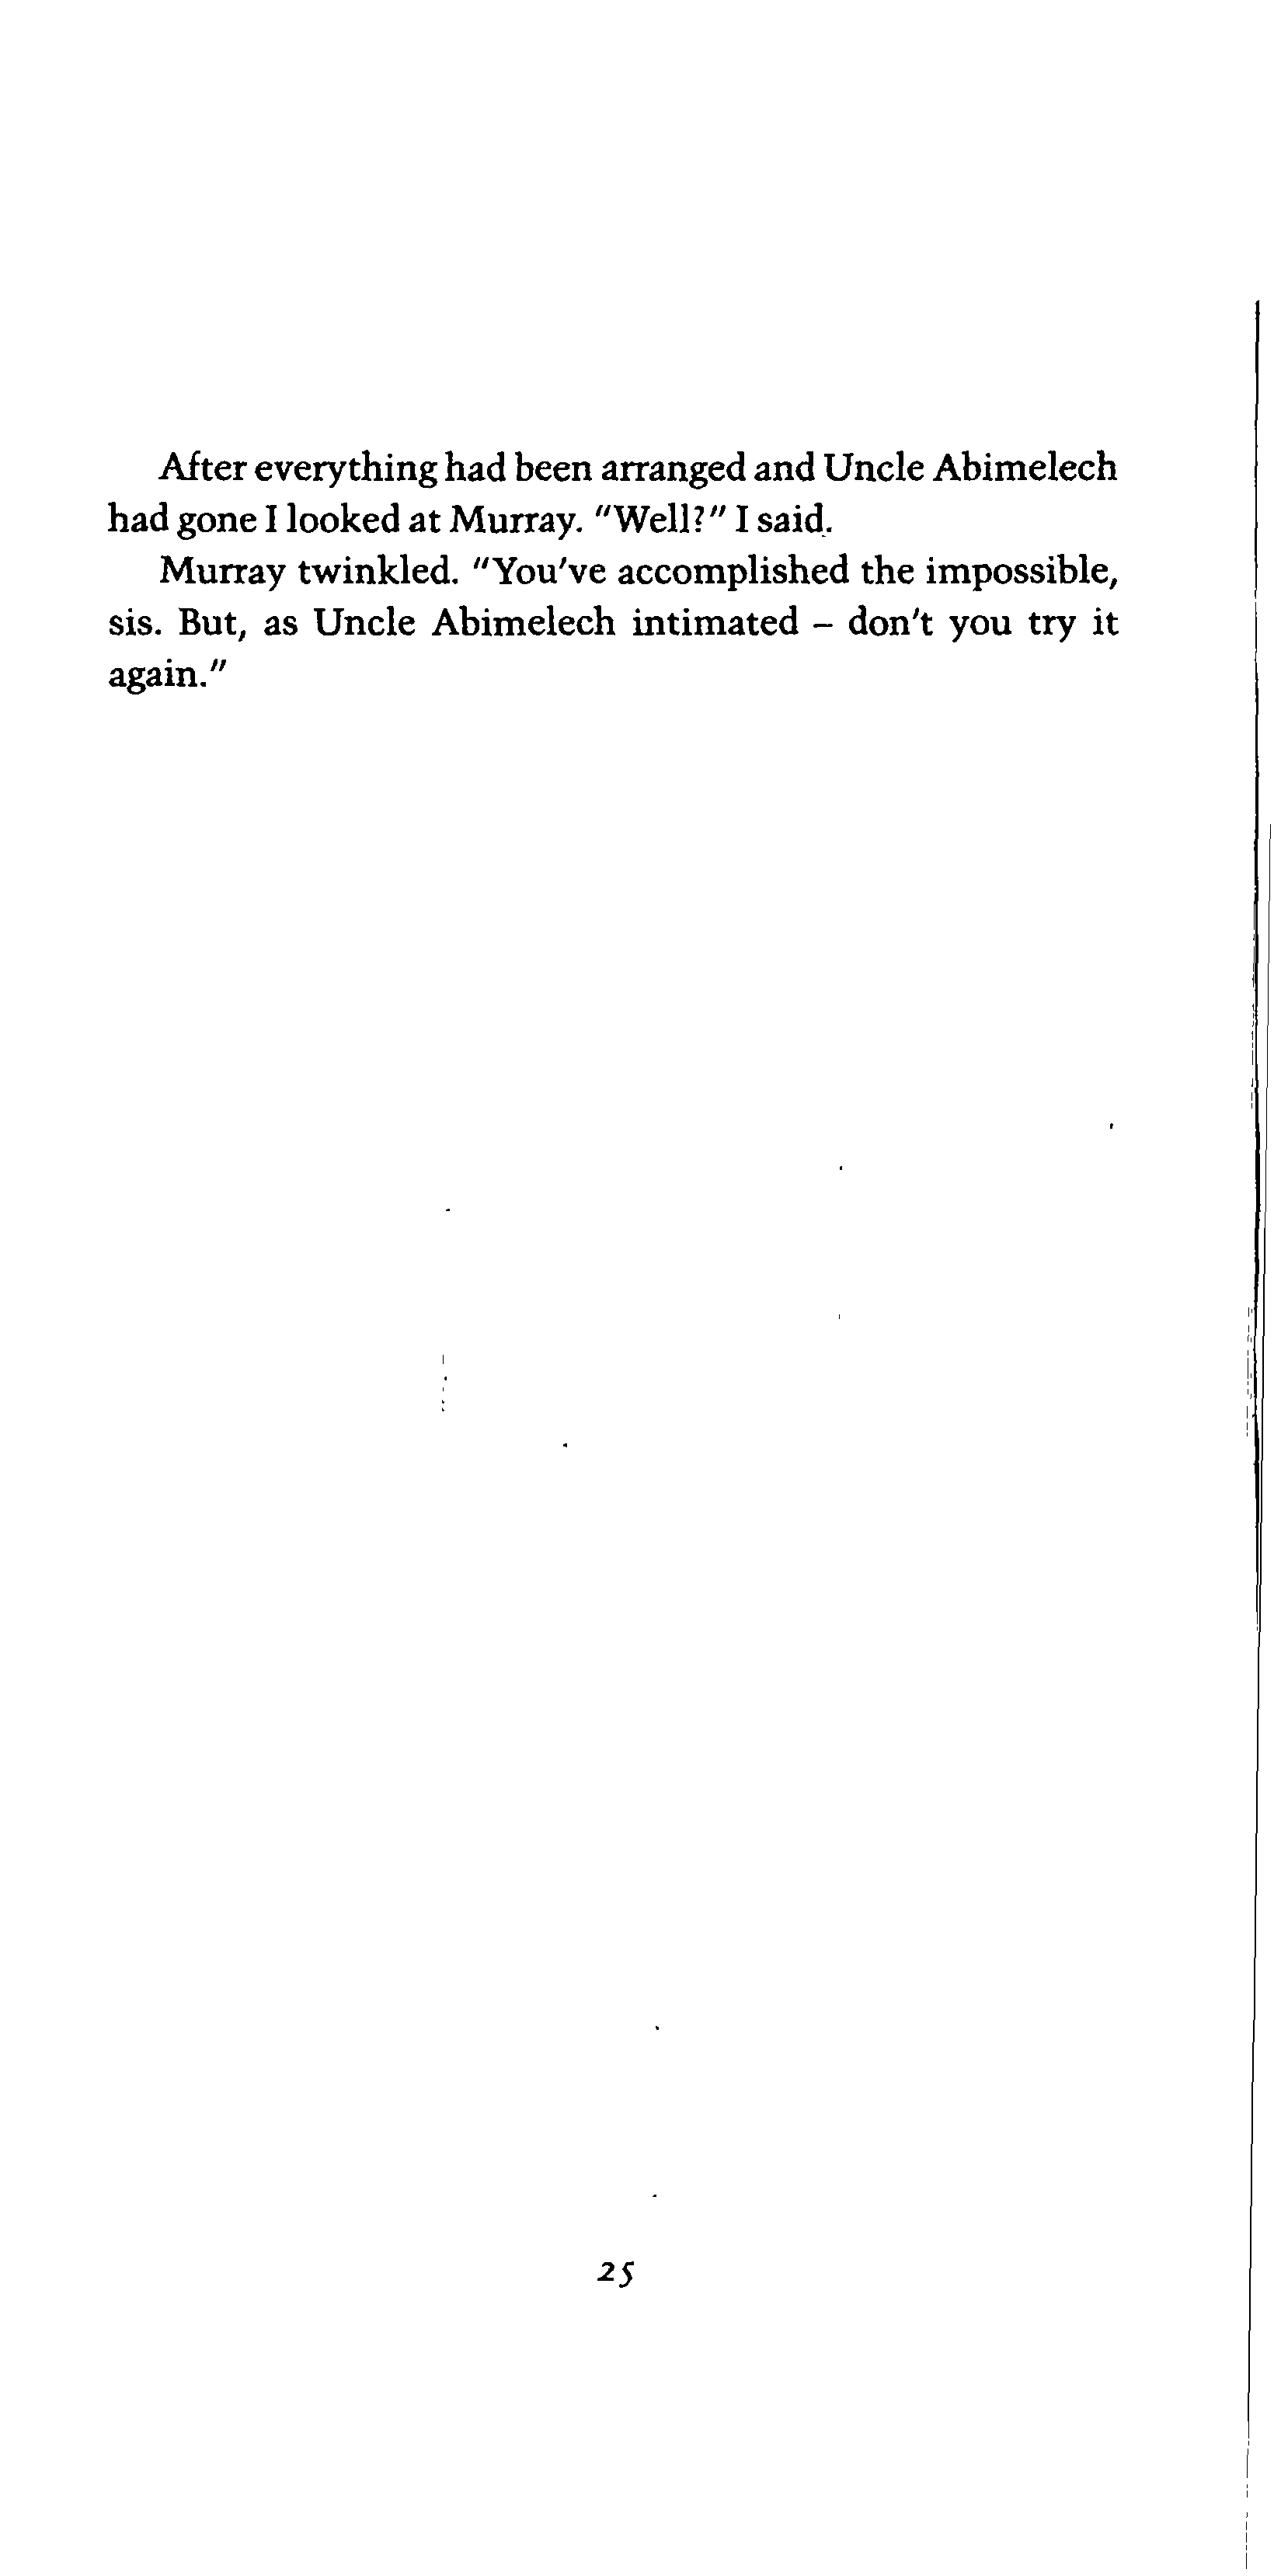 After everything had been arranged and Uncle Abimelech
had gone I looked at Murray. "Well?" I said.
Murray twinkled. "You've accomplished the impossible,
sis. But, as Uncle Abimelech intimated – don't you try it
again."
25